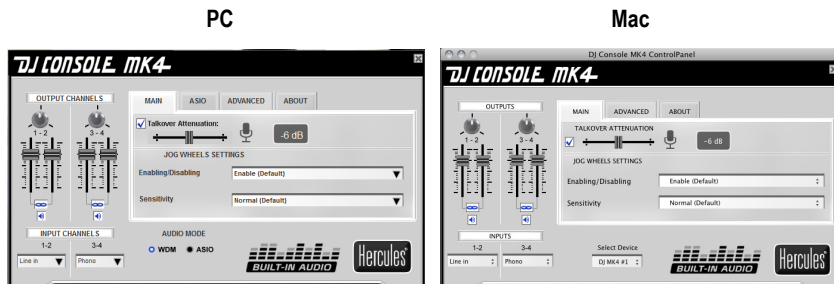 PC
DJ CONSOLE MK4
OUTPUT CHANNELS
1 - 2
3 - 4
MAIN
ASIO
ADVANCED
ABOUT
Talkover Attenuation:
-6 dB
JOG WHEELS SETTINGS
Enabling/Disabling
Enable (Default)
Sensitivity
Normal (Default)
INPUT CHANNELS
1-2
3-4
Line in
Phono
AUDIO MODE
WDM
ASIO
BUILT-IN AUDIO
Hercules
Mac
DJ Console MK4 ControlPanel
DJ CONSOLE MK4
OUTPUTS
1 - 2
3 - 4
MAIN
ADVANCED
ABOUT
TALKOVER ATTENUATION
-6 dB
JOG WHEELS SETTINGS
Enabling/Disabling
Enable (Default)
Sensitivity
Normal (Default)
INPUTS
1-2
3-4
Line in
Phono
Select Device
DJ MK4 #1
BUILT-IN AUDIO
Hercules